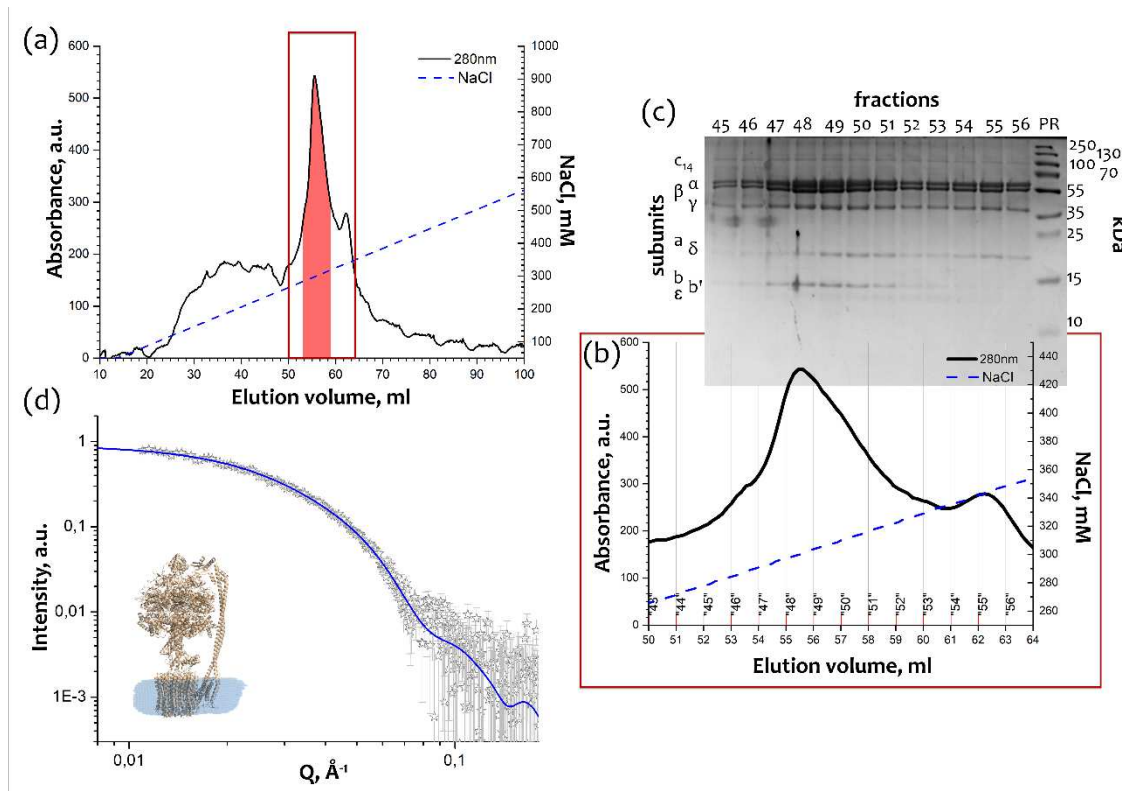 (a)
600
500
400
300
200
100
0
Absorbance, a.u.
10 20 30 40 50 60 70 80 90 100
Elution volume, ml
1000
900
800
700
600
500
400
300
200
100
NaCl, mM
280nm
NaCl
(c)
fractions
45 46 47 48 49 50 51 52 53 54 55 56 PR
subunits
c14
β α
γ
a δ
b b'
ε
250
130
100
70
55
35
25
15
10
kDa
(b)
600
500
400
300
200
100
0
Absorbance, a.u.
280nm
NaCl
440
420
400
380
360
340
320
300
280
260
NaCl, mM
"43" "44" "45" "46" "47" "48" "49" "50" "51" "52" "53" "54" "55" "56"
50 51 52 53 54 55 56 57 58 59 60 61 62 63 64
Elution volume, ml
(d)
1
0,1
0,01
1E-3
Intensity, a.u.
0,01 0,1
Q, Å⁻¹